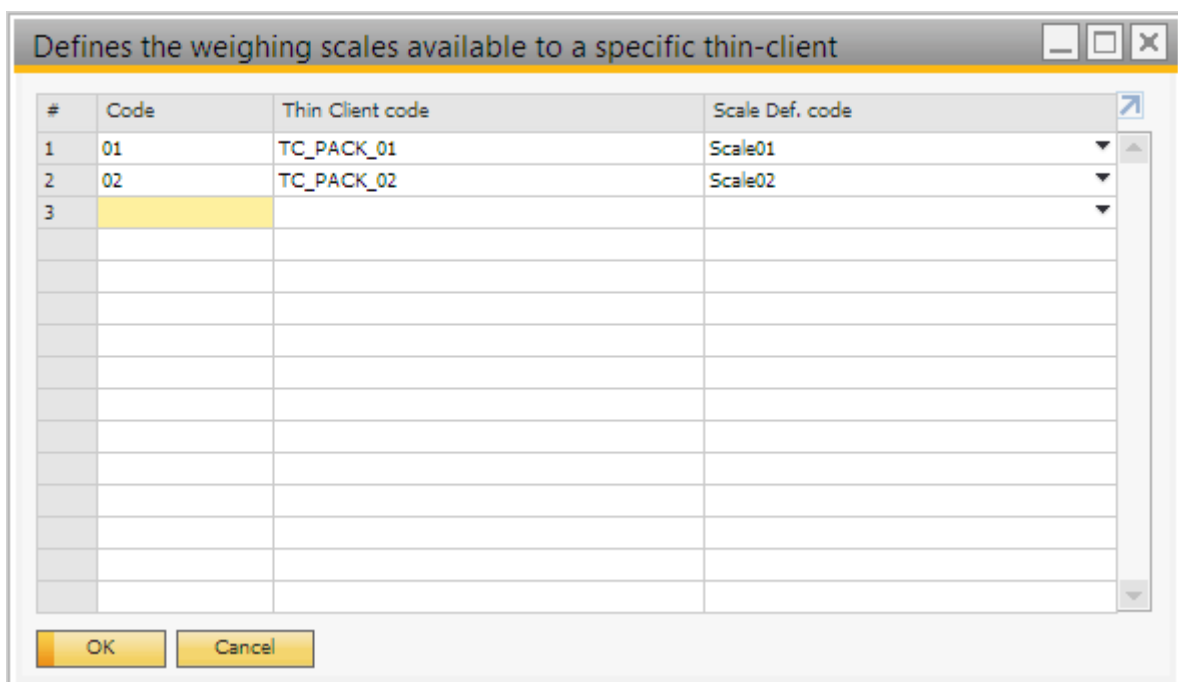 Defines the weighing scales available to a specific thin-client
# Code Thin Client code Scale Def. code
1 01 TC_PACK_01 Scale01
2 02 TC_PACK_02 Scale02
3
OK Cancel